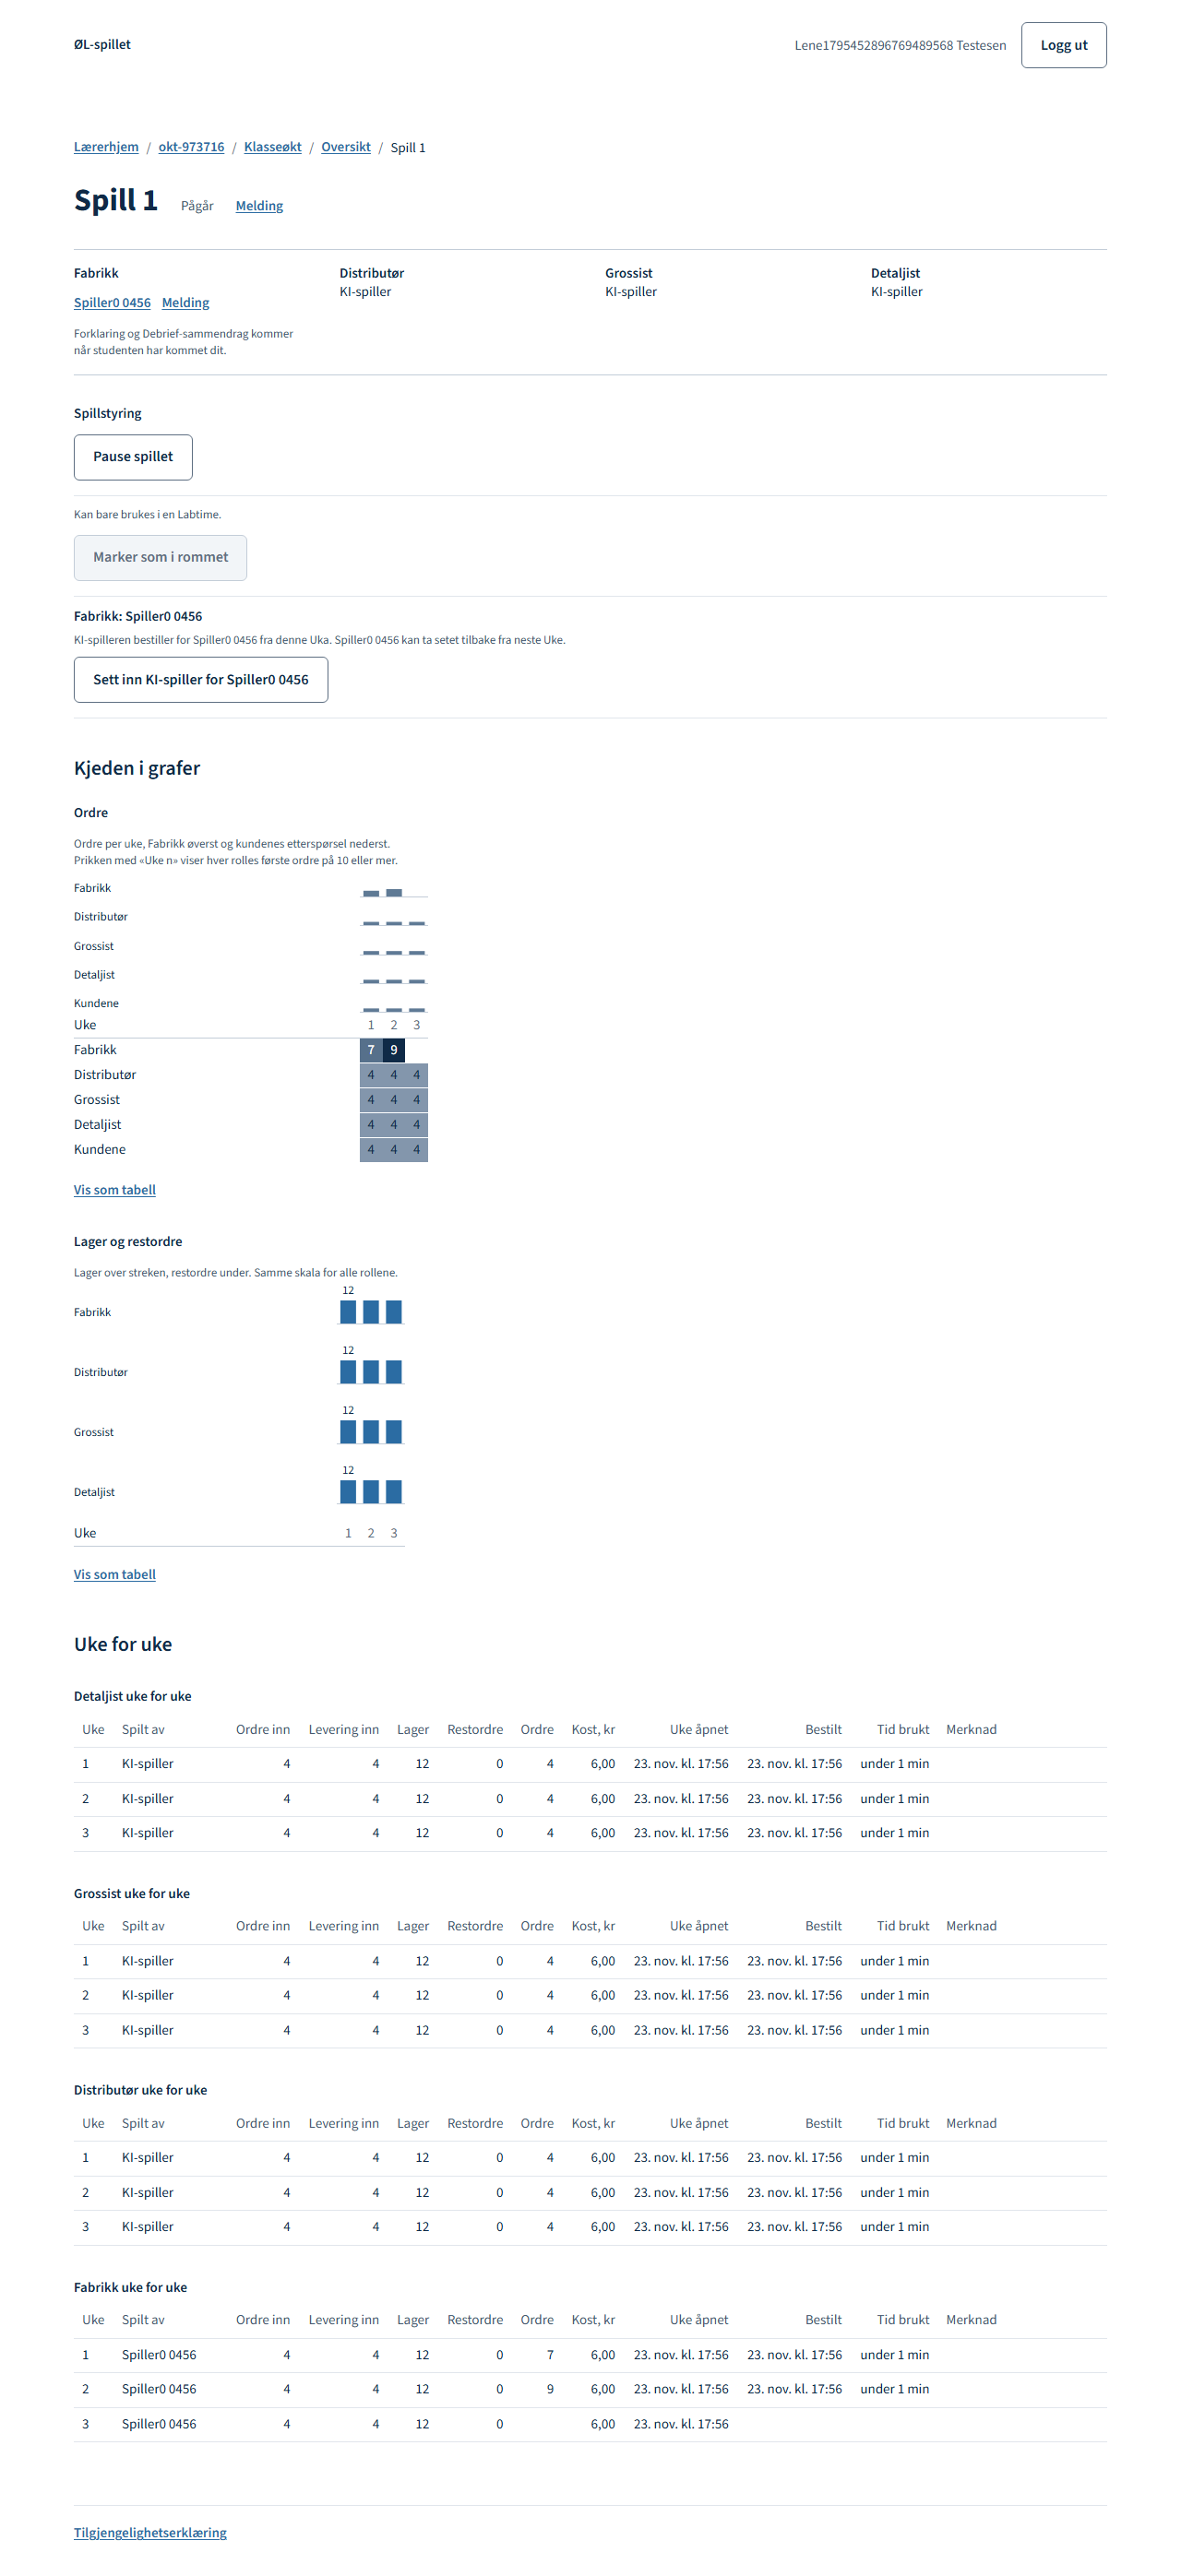 ØL-spillet
Lene1795452896769489568 Testesen
Logg ut
Lærerhjem / okt-973716 / Klasseøkt / Oversikt / Spill 1
Spill 1 Pågår Melding
Fabrikk Distributør Grossist Detaljist
KI-spiller KI-spiller KI-spiller
Spiller0 0456 Melding
Forklaring og Debrief-sammendrag kommer
når studenten har kommet dit.
Spillstyring
Pause spillet
Kan bare brukes i en Labtime.
Marker som i rommet
Fabrikk: Spiller0 0456
KI-spilleren bestiller for Spiller0 0456 fra denne Uka. Spiller0 0456 kan ta setet tilbake fra neste Uke.
Sett inn KI-spiller for Spiller0 0456
Kjeden i grafer
Ordre
Ordre per uke, Fabrikk øverst og kundenes etterspørsel nederst.
Prikken med «Uke n» viser hver rolles første ordre på 10 eller mer.
Fabrikk
Distributør
Grossist
Detaljist
Kundene
Uke 1 2 3
Fabrikk 7 9
Distributør 4 4 4
Grossist 4 4 4
Detaljist 4 4 4
Kundene 4 4 4
Vis som tabell
Lager og restordre
Lager over streken, restordre under. Samme skala for alle rollene.
12
Fabrikk
12
Distributør
12
Grossist
12
Detaljist
Uke 1 2 3
Vis som tabell
Uke for uke
Detaljist uke for uke
Uke Spilt av Ordre inn Levering inn Lager Restordre Ordre Kost, kr Uke åpnet Bestilt Tid brukt Merknad
1 KI-spiller 4 4 12 0 4 6,00 23. nov. kl. 17:56 23. nov. kl. 17:56 under 1 min
2 KI-spiller 4 4 12 0 4 6,00 23. nov. kl. 17:56 23. nov. kl. 17:56 under 1 min
3 KI-spiller 4 4 12 0 4 6,00 23. nov. kl. 17:56 23. nov. kl. 17:56 under 1 min
Grossist uke for uke
Uke Spilt av Ordre inn Levering inn Lager Restordre Ordre Kost, kr Uke åpnet Bestilt Tid brukt Merknad
1 KI-spiller 4 4 12 0 4 6,00 23. nov. kl. 17:56 23. nov. kl. 17:56 under 1 min
2 KI-spiller 4 4 12 0 4 6,00 23. nov. kl. 17:56 23. nov. kl. 17:56 under 1 min
3 KI-spiller 4 4 12 0 4 6,00 23. nov. kl. 17:56 23. nov. kl. 17:56 under 1 min
Distributør uke for uke
Uke Spilt av Ordre inn Levering inn Lager Restordre Ordre Kost, kr Uke åpnet Bestilt Tid brukt Merknad
1 KI-spiller 4 4 12 0 4 6,00 23. nov. kl. 17:56 23. nov. kl. 17:56 under 1 min
2 KI-spiller 4 4 12 0 4 6,00 23. nov. kl. 17:56 23. nov. kl. 17:56 under 1 min
3 KI-spiller 4 4 12 0 4 6,00 23. nov. kl. 17:56 23. nov. kl. 17:56 under 1 min
Fabrikk uke for uke
Uke Spilt av Ordre inn Levering inn Lager Restordre Ordre Kost, kr Uke åpnet Bestilt Tid brukt Merknad
1 Spiller0 0456 4 4 12 0 7 6,00 23. nov. kl. 17:56 23. nov. kl. 17:56 under 1 min
2 Spiller0 0456 4 4 12 0 9 6,00 23. nov. kl. 17:56 23. nov. kl. 17:56 under 1 min
3 Spiller0 0456 4 4 12 0 6,00 23. nov. kl. 17:56
Tilgjengelighetserklæring